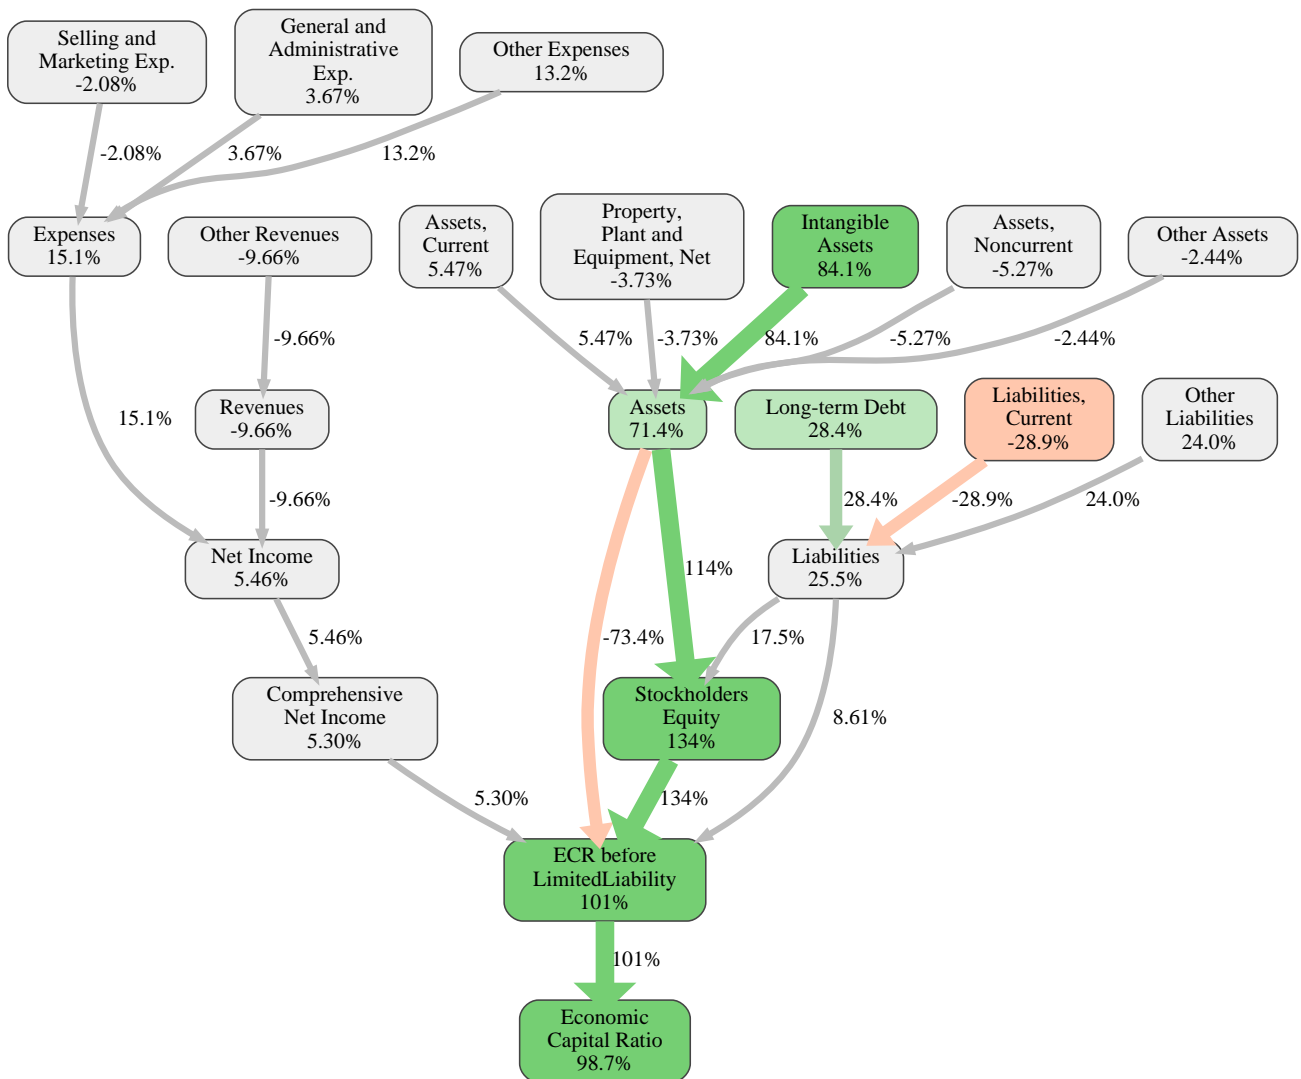 Selling and
Marketing Exp.
-2.08%
General and
Administrative
Exp.
3.67%
Other Expenses
13.2%
-2.08%
3.67%
13.2%
Expenses
15.1%
Other Revenues
-9.66%
Assets,
Current
5.47%
Property,
Plant and
Equipment, Net
-3.73%
Intangible
Assets
84.1%
Assets,
Noncurrent
-5.27%
Other Assets
-2.44%
-9.66%
5.47%
-3.73%
84.1%
-5.27%
-2.44%
15.1%
Revenues
-9.66%
Assets
71.4%
Long-term Debt
28.4%
Liabilities,
Current
-28.9%
Other
Liabilities
24.0%
-9.66%
28.4%
-28.9%
24.0%
Net Income
5.46%
114%
Liabilities
25.5%
5.46%
-73.4%
17.5%
Comprehensive
Net Income
5.30%
Stockholders
Equity
134%
8.61%
5.30%
134%
ECR before
LimitedLiability
101%
101%
Economic
Capital Ratio
98.7%